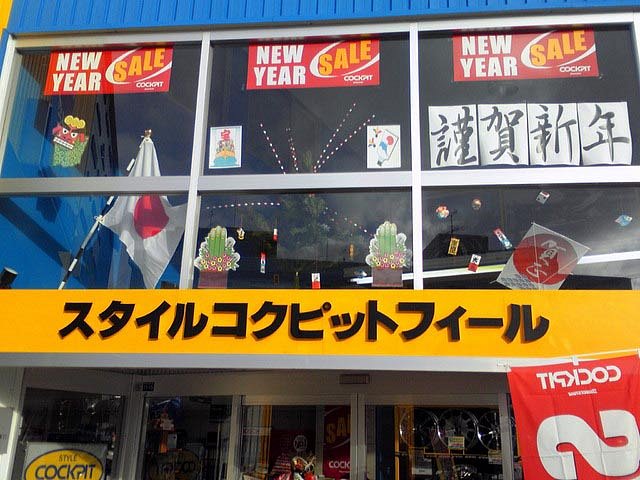 NEW YEAR SALE
COCKPIT
NEW YEAR SALE
COCKPIT
NEW YEAR SALE
COCKPIT
謹賀新年
スタイルコクピットフィール
COCKPIT
STYLE
COCKPIT
SALE
COCK